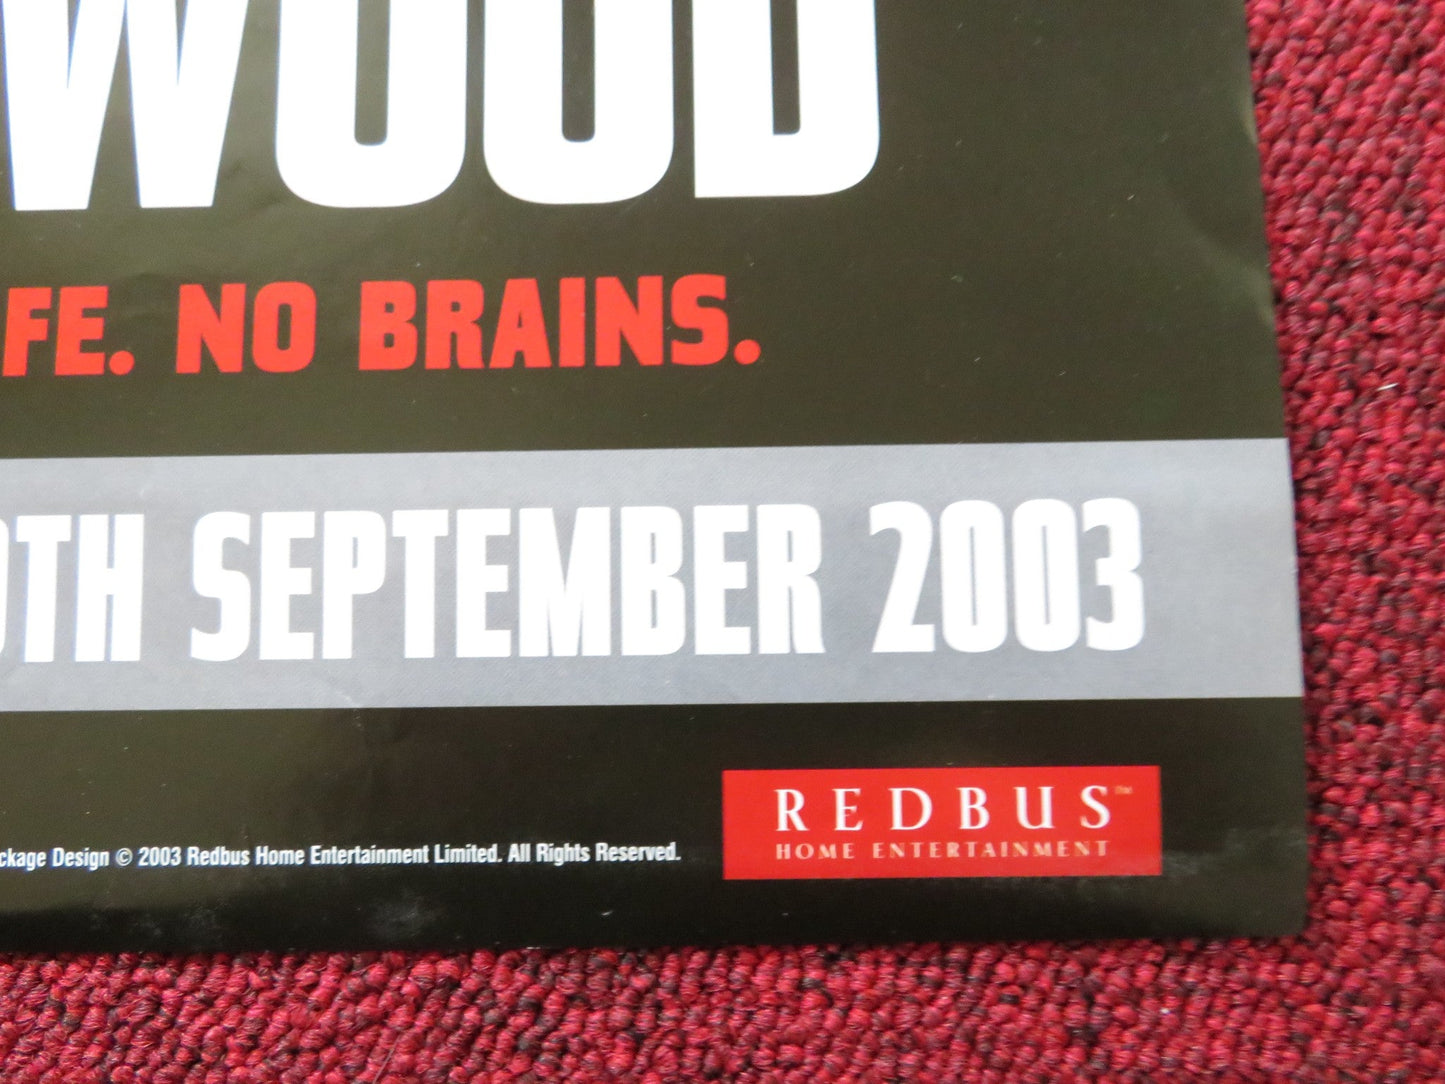 WOOD
FE. NO BRAINS.
0TH SEPTEMBER 2003
REDBUS™
HOME ENTERTAINMENT
ckage Design © 2003 Redbus Home Entertainment Limited. All Rights Reserved.